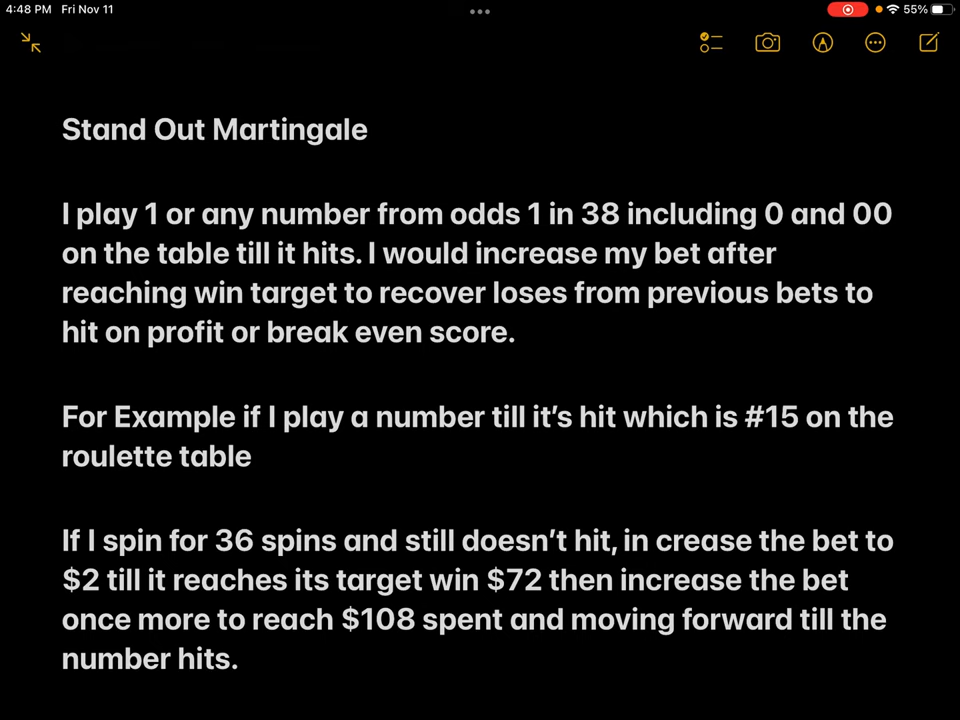 4:48 PM Fri Nov 11
55%
Stand Out Martingale
I play 1 or any number from odds 1 in 38 including 0 and 00
on the table till it hits. I would increase my bet after
reaching win target to recover loses from previous bets to
hit on profit or break even score.
For Example if I play a number till it’s hit which is #15 on the
roulette table
If I spin for 36 spins and still doesn’t hit, in crease the bet to
$2 till it reaches its target win $72 then increase the bet
once more to reach $108 spent and moving forward till the
number hits.